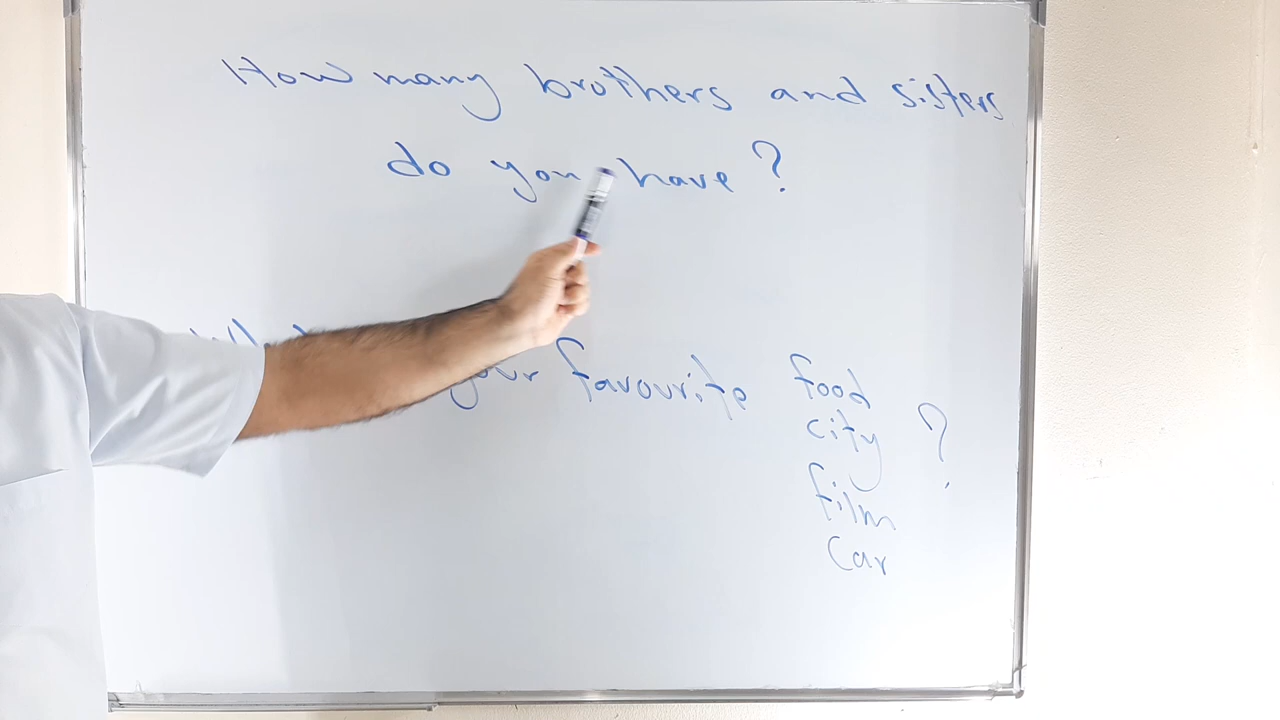 How many brothers and sisters
do you have ?
your favourite food
city ?
film
Car